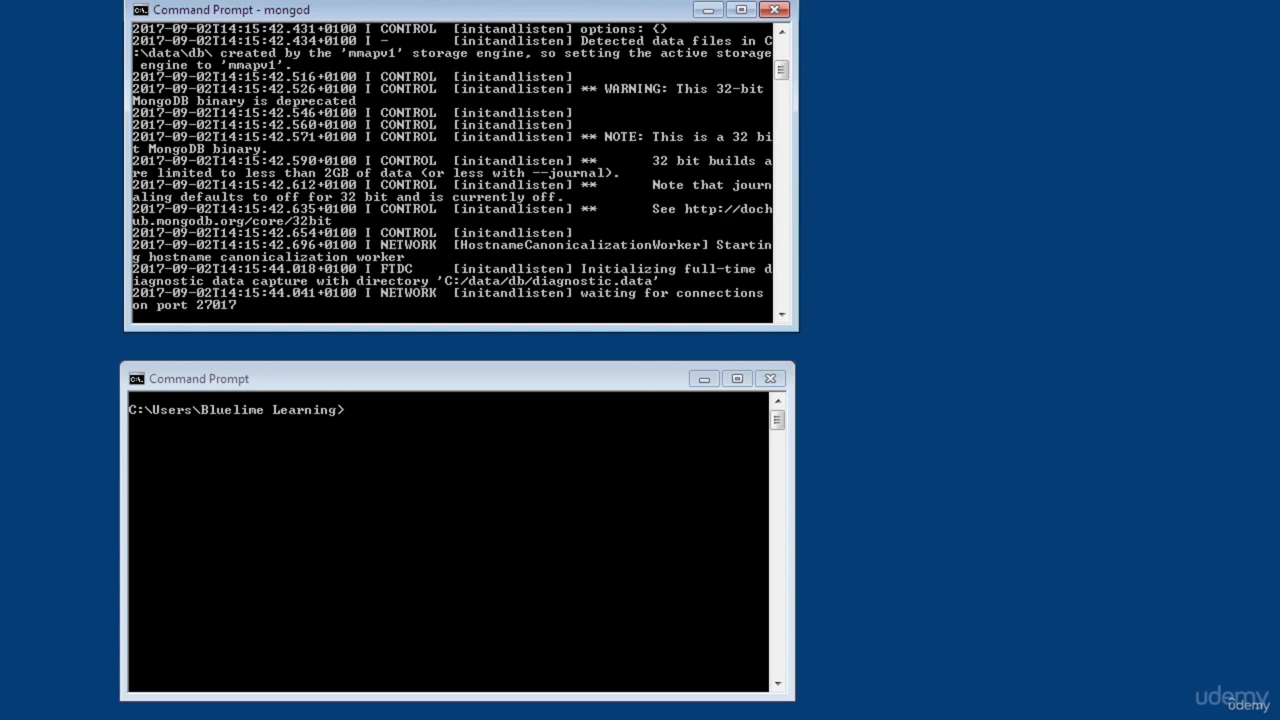 Command Prompt - mongod
2017-09-02T14:15:42.431+0100 I CONTROL  [initandlisten] options: {}
2017-09-02T14:15:42.434+0100 I -        [initandlisten] Detected data files in C
:\data\db\ created by the 'mmapv1' storage engine, so setting the active storage
 engine to 'mmapv1'.
2017-09-02T14:15:42.516+0100 I CONTROL  [initandlisten]
2017-09-02T14:15:42.526+0100 I CONTROL  [initandlisten] ** WARNING: This 32-bit
MongoDB binary is deprecated
2017-09-02T14:15:42.546+0100 I CONTROL  [initandlisten]
2017-09-02T14:15:42.560+0100 I CONTROL  [initandlisten]
2017-09-02T14:15:42.571+0100 I CONTROL  [initandlisten] ** NOTE: This is a 32 bi
t MongoDB binary.
2017-09-02T14:15:42.590+0100 I CONTROL  [initandlisten] **       32 bit builds a
re limited to less than 2GB of data (or less with --journal).
2017-09-02T14:15:42.612+0100 I CONTROL  [initandlisten] **       Note that journ
aling defaults to off for 32 bit and is currently off.
2017-09-02T14:15:42.635+0100 I CONTROL  [initandlisten] **       See http://doch
ub.mongodb.org/core/32bit
2017-09-02T14:15:42.654+0100 I CONTROL  [initandlisten]
2017-09-02T14:15:42.696+0100 I NETWORK  [HostnameCanonicalizationWorker] Startin
g hostname canonicalization worker
2017-09-02T14:15:44.018+0100 I FTDC     [initandlisten] Initializing full-time d
iagnostic data capture with directory 'C:/data/db/diagnostic.data'
2017-09-02T14:15:44.041+0100 I NETWORK  [initandlisten] waiting for connections
on port 27017
Command Prompt
C:\Users\Bluelime Learning>
udemy
udemy